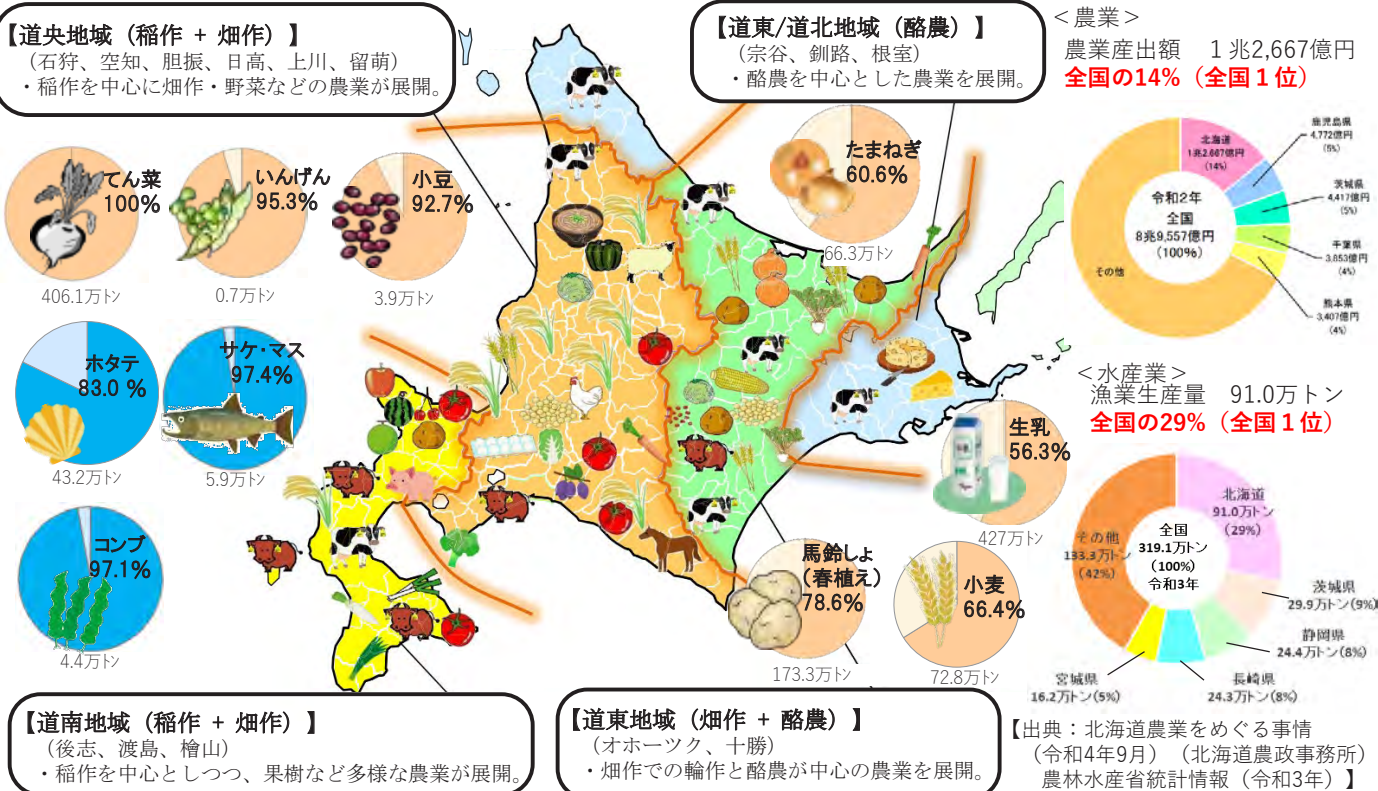 【道央地域（稲作 + 畑作）】
（石狩、空知、胆振、日高、上川、留萌）
・稲作を中心に畑作・野菜などの農業が展開。
【道東/道北地域（酪農）】
（宗谷、釧路、根室）
・酪農を中心とした農業を展開。
＜農業＞
農業産出額　１兆2,667億円
全国の14%（全国１位）
北海道
1兆2,667億円
(14%)
鹿児島県
4,772億円
(5%)
茨城県
4,417億円
(5%)
千葉県
3,853億円
(4%)
熊本県
3,407億円
(4%)
その他
令和2年
全国
8兆9,557億円
(100%)
てん菜
100%
406.1万㌧
いんげん
95.3%
0.7万㌧
小豆
92.7%
3.9万㌧
たまねぎ
60.6%
66.3万㌧
ホタテ
83.0 %
43.2万㌧
サケ・マス
97.4%
5.9万㌧
コンブ
97.1%
4.4万㌧
生乳
56.3%
427万㌧
馬鈴しょ
（春植え）
78.6%
173.3万㌧
小麦
66.4%
72.8万㌧
＜水産業＞
漁業生産量　91.0万トン
全国の29%（全国１位）
北海道
91.0万トン
(29%)
茨城県
29.9万トン(9%)
静岡県
24.4万トン(8%)
長崎県
24.3万トン(8%)
宮城県
16.2万トン(5%)
その他
133.3万トン
(42%)
全国
319.1万トン
(100%)
令和3年
【道南地域（稲作 + 畑作）】
（後志、渡島、檜山）
・稲作を中心としつつ、果樹など多様な農業が展開。
【道東地域（畑作 + 酪農）】
（オホーツク、十勝）
・畑作での輪作と酪農が中心の農業を展開。
【出典：北海道農業をめぐる事情
（令和4年9月）（北海道農政事務所）
農林水産省統計情報（令和3年）】